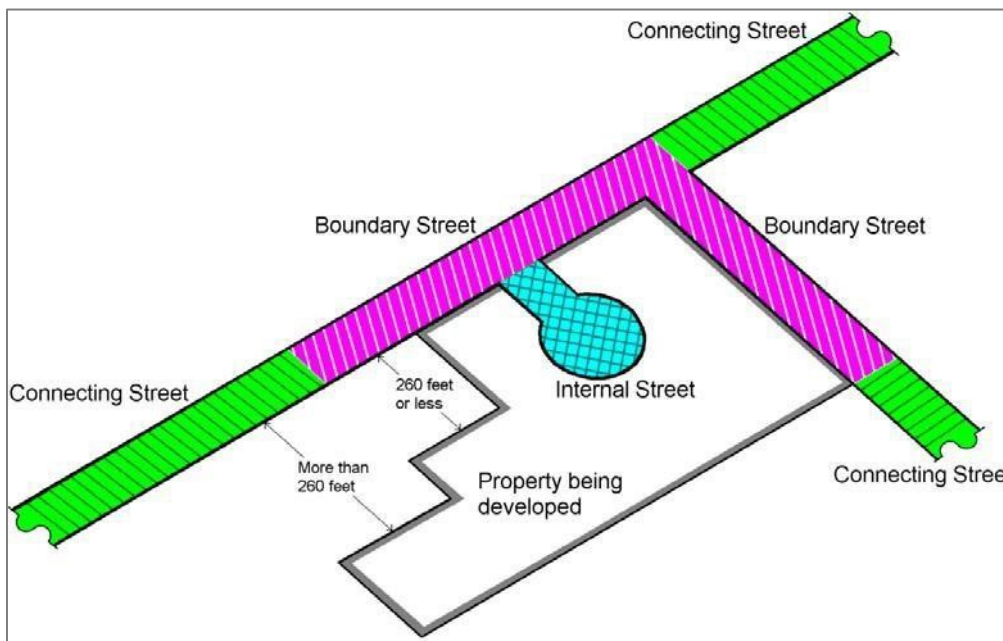 Connecting Street
Boundary Street
Boundary Street
Connecting Street
260 feet
or less
Internal Street
More than
260 feet
Property being
developed
Connecting Stree